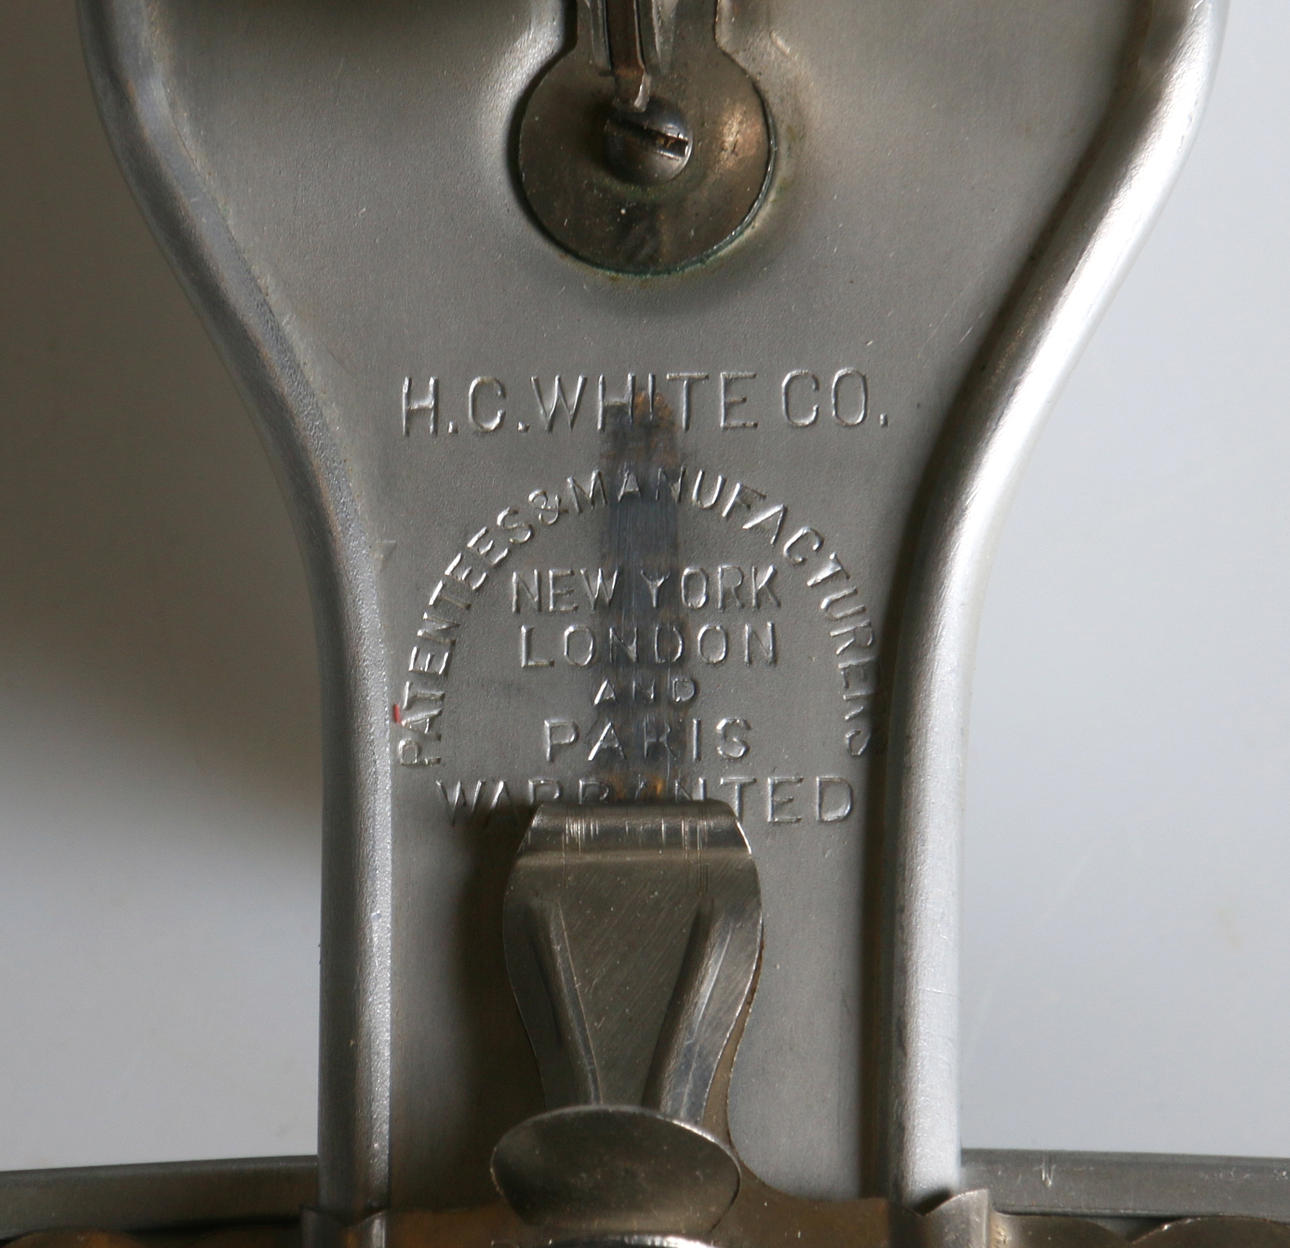 H.C.WHITE CO.
PATENTEES & MANUFACTURERS
NEW YORK
LONDON
AND
PARIS
WARRANTED